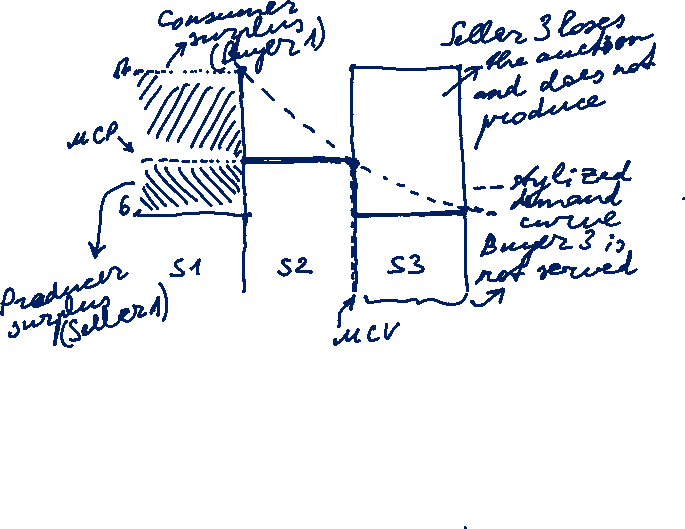 Consumer
surplus
(Buyer 1)
Seller 3 loses
the auction
and does not
produce
MCP
6
stylized
demand
curve
Buyer 3 is
not served
S1
S2
S3
Producer
surplus
(Seller 1)
MCV